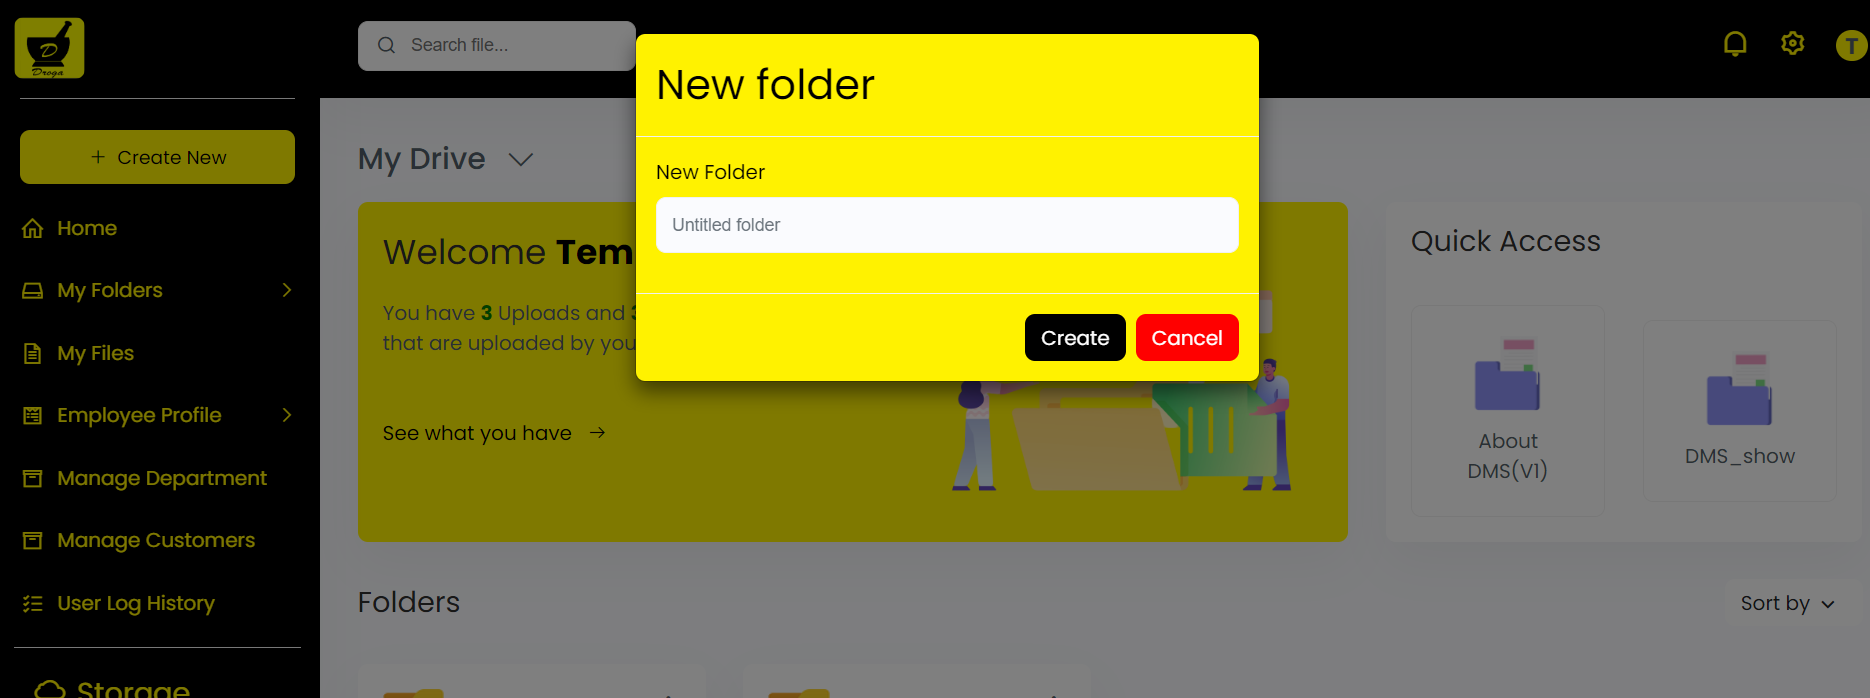 D
Droga
Search file...
T
+ Create New
Home
My Folders
My Files
Employee Profile
Manage Department
Manage Customers
User Log History
Storage
My Drive
Welcome Tem
You have 3 Uploads and
that are uploaded by you
See what you have
New folder
New Folder
Untitled folder
Create Cancel
Quick Access
About
DMS(V1)
DMS_show
Folders
Sort by